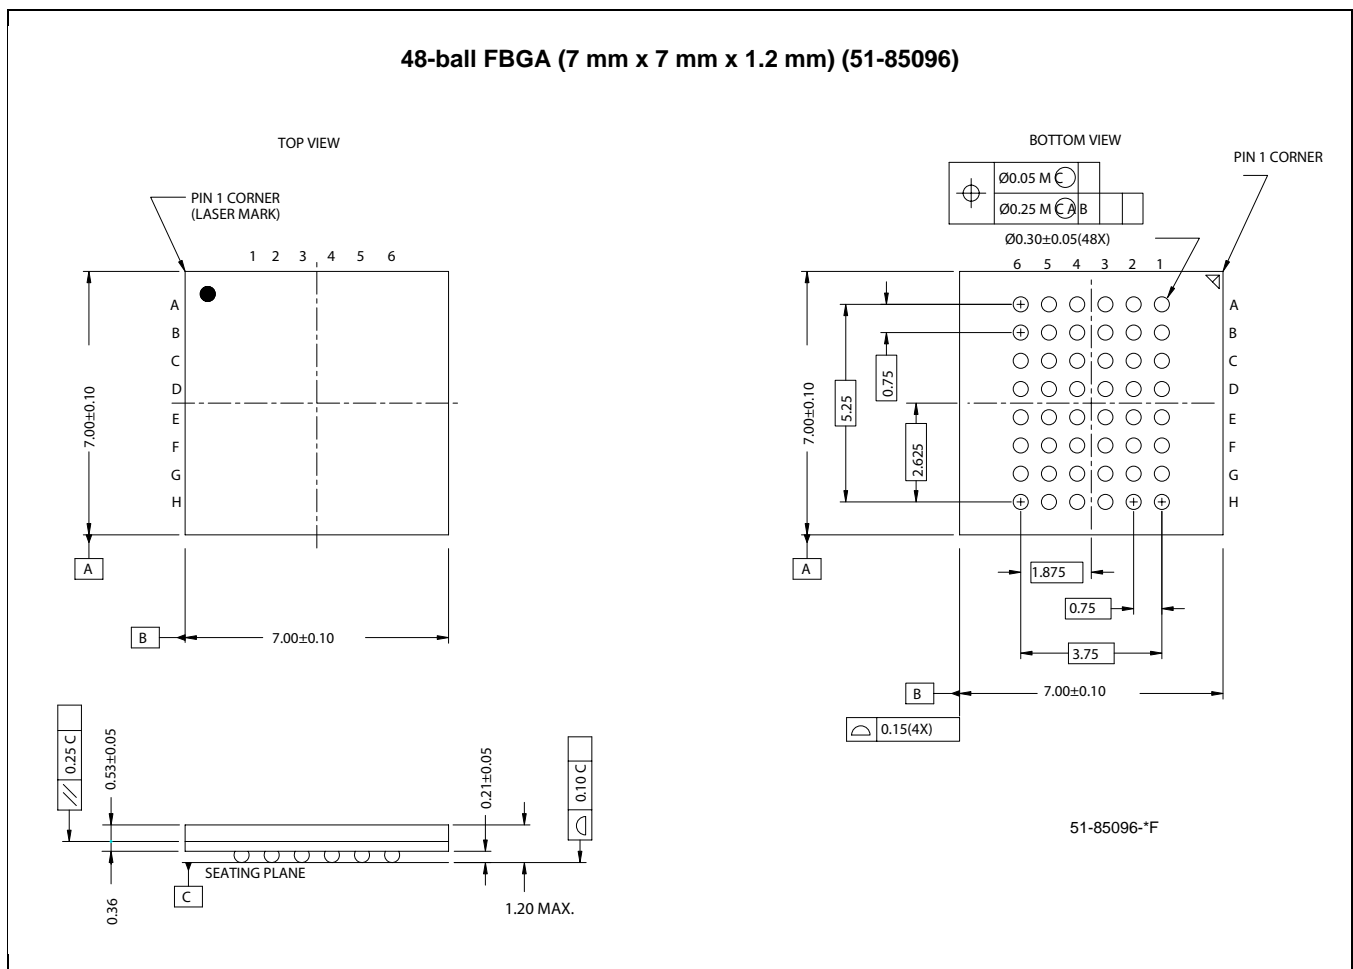 48-ball FBGA (7 mm x 7 mm x 1.2 mm) (51-85096)
TOP VIEW
PIN 1 CORNER
(LASER MARK)
1 2 3 4 5 6
A
B
C
D
E
F
G
H
7.00±0.10
A
B
7.00±0.10
BOTTOM VIEW
PIN 1 CORNER
Ø0.05 M C
Ø0.25 M C A B
Ø0.30±0.05(48X)
6 5 4 3 2 1
A
B
C
D
E
F
G
H
7.00±0.10
5.25
0.75
2.625
A
1.875
0.75
3.75
B
7.00±0.10
0.15(4X)
0.25 C
0.53±0.05
0.21±0.05
0.10 C
SEATING PLANE
C
0.36
1.20 MAX.
51-85096-*F